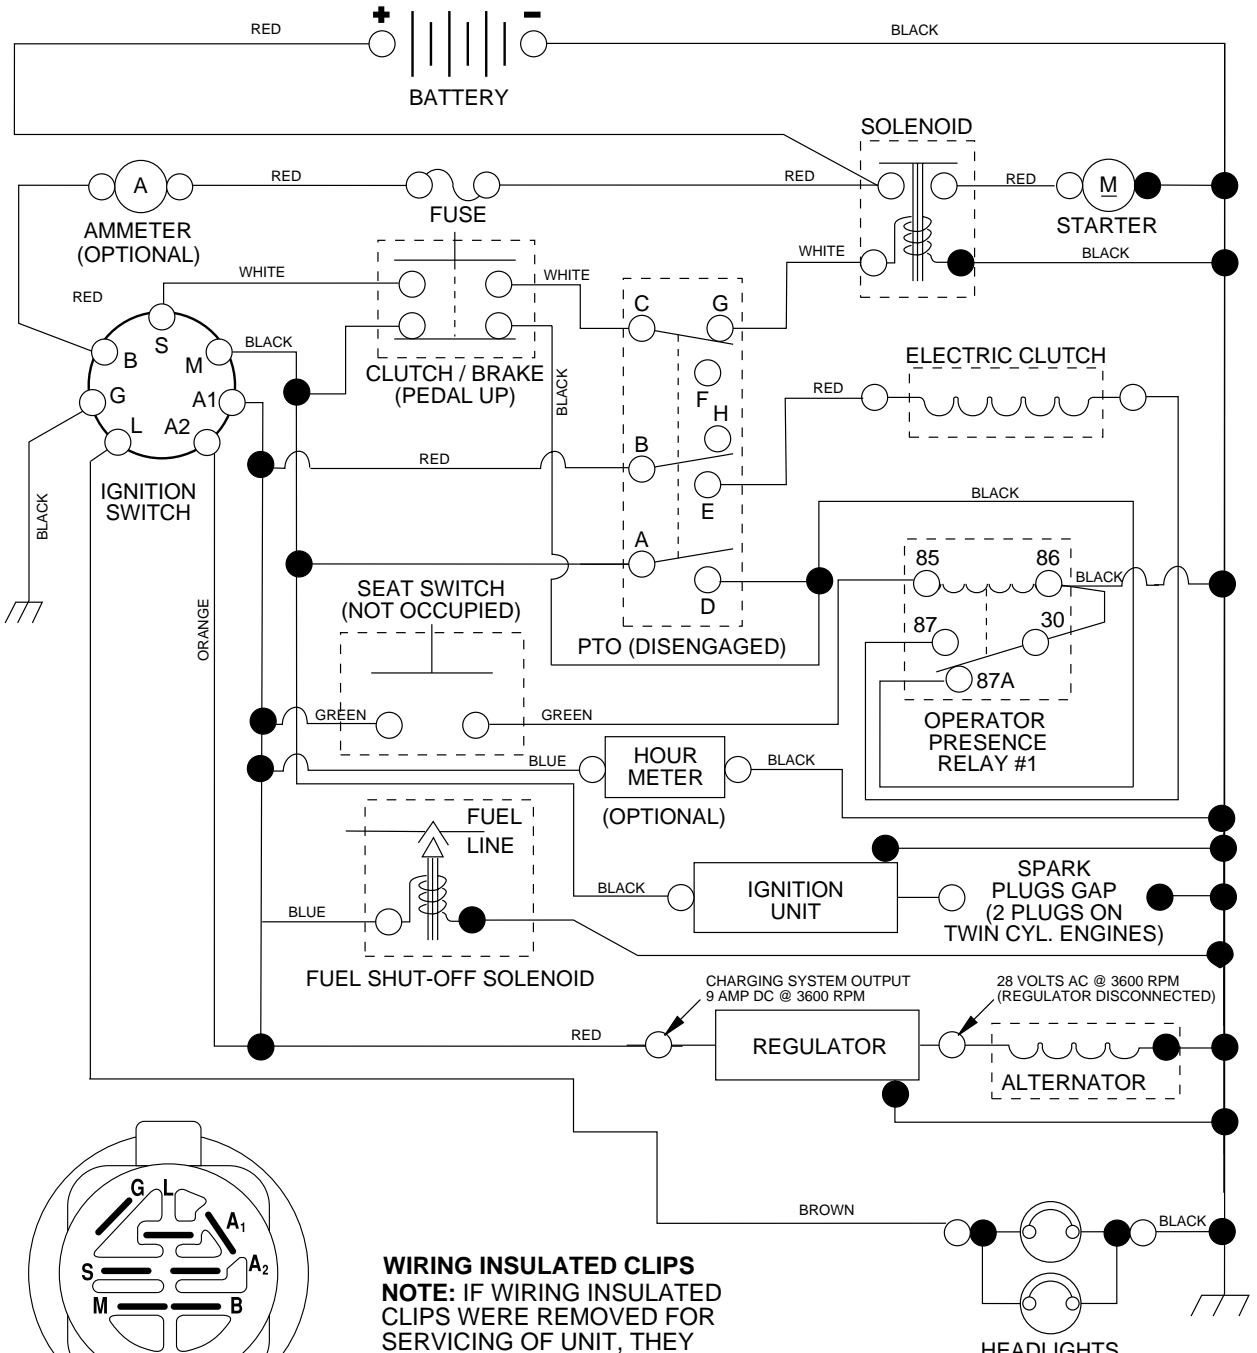 + −
RED
BLACK
BATTERY
SOLENOID
A
RED
RED
RED
M
AMMETER
(OPTIONAL)
FUSE
STARTER
WHITE
WHITE
WHITE
BLACK
RED
C
G
S
B
M
BLACK
ELECTRIC CLUTCH
CLUTCH / BRAKE
(PEDAL UP)
BLACK
F
RED
G
A1
H
L
A2
B
RED
IGNITION
SWITCH
BLACK
E
BLACK
A
85
86
BLACK
SEAT SWITCH
(NOT OCCUPIED)
ORANGE
D
87
30
PTO (DISENGAGED)
87A
GREEN
GREEN
OPERATOR
PRESENCE
RELAY #1
BLUE
HOUR
METER
BLACK
(OPTIONAL)
FUEL
LINE
BLACK
IGNITION
UNIT
SPARK
PLUGS GAP
(2 PLUGS ON
TWIN CYL. ENGINES)
BLUE
FUEL SHUT-OFF SOLENOID
CHARGING SYSTEM OUTPUT
9 AMP DC @ 3600 RPM
28 VOLTS AC @ 3600 RPM
(REGULATOR DISCONNECTED)
RED
REGULATOR
ALTERNATOR
G L
A1
A2
S
M
B
BROWN
BLACK
WIRING INSULATED CLIPS
NOTE: IF WIRING INSULATED
CLIPS WERE REMOVED FOR
SERVICING OF UNIT, THEY
HEADLIGHTS